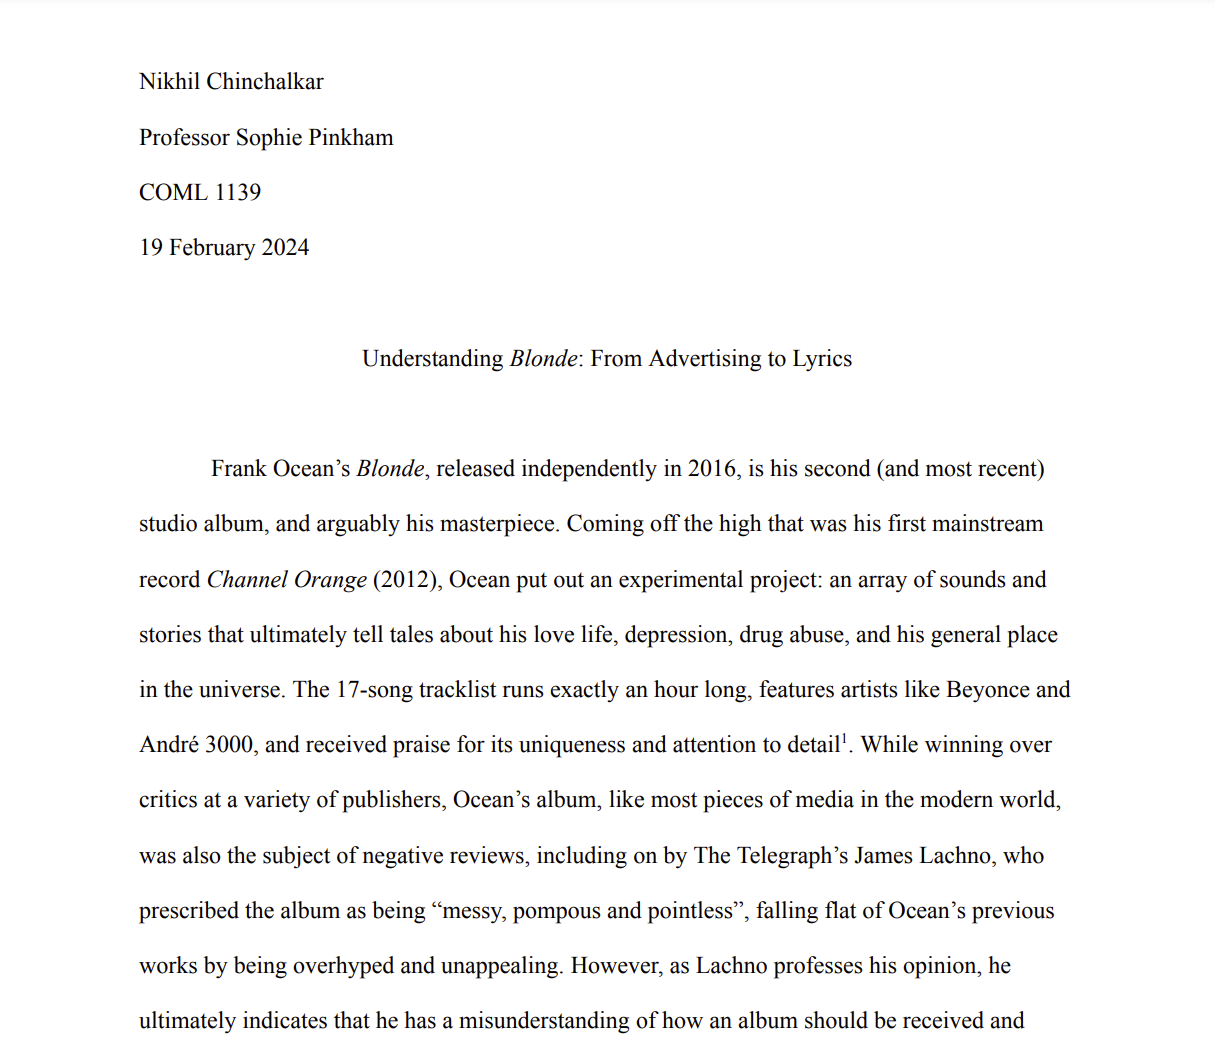 Nikhil Chinchalkar
Professor Sophie Pinkham
COML 1139
19 February 2024
Understanding Blonde: From Advertising to Lyrics
Frank Ocean’s Blonde, released independently in 2016, is his second (and most recent)
studio album, and arguably his masterpiece. Coming off the high that was his first mainstream
record Channel Orange (2012), Ocean put out an experimental project: an array of sounds and
stories that ultimately tell tales about his love life, depression, drug abuse, and his general place
in the universe. The 17-song tracklist runs exactly an hour long, features artists like Beyonce and
André 3000, and received praise for its uniqueness and attention to detail¹. While winning over
critics at a variety of publishers, Ocean’s album, like most pieces of media in the modern world,
was also the subject of negative reviews, including on by The Telegraph’s James Lachno, who
prescribed the album as being “messy, pompous and pointless”, falling flat of Ocean’s previous
works by being overhyped and unappealing. However, as Lachno professes his opinion, he
ultimately indicates that he has a misunderstanding of how an album should be received and